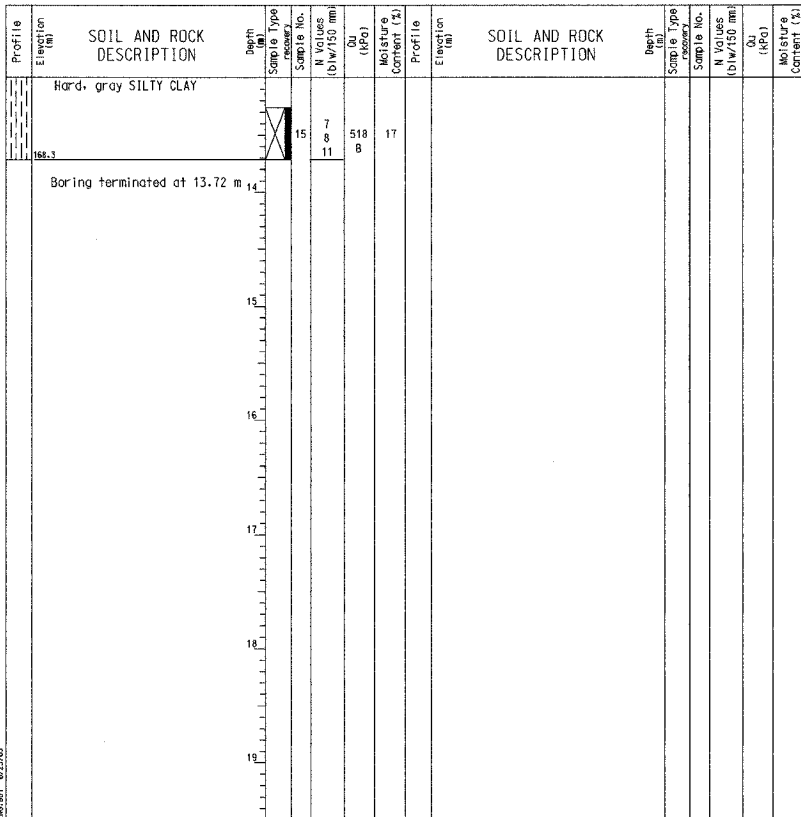 Profile
Elevation (m)
SOIL AND ROCK
DESCRIPTION
Depth (m)
Sample Type
recovery
Sample No.
N Values
(blw/150 mm)
Qu
(kPa)
Moisture
Content (%)
Profile
Elevation (m)
SOIL AND ROCK
DESCRIPTION
Depth (m)
Sample Type
recovery
Sample No.
N Values
(blw/150 mm)
Qu
(kPa)
Moisture
Content (%)
Hard, gray SILTY CLAY
7
15 8 518 17
11 B
168.3
Boring terminated at 13.72 m
14
15
16
17
18
19